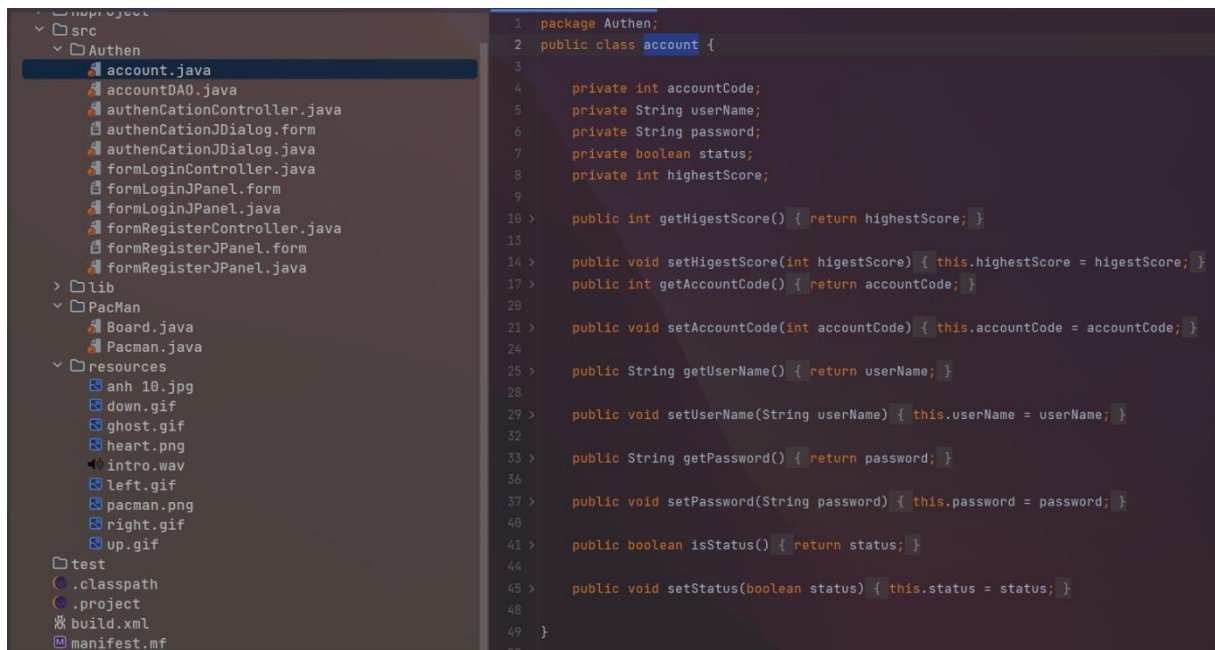 nbproject
src
Authen
account.java
accountDAO.java
authenCationController.java
authenCationJDialog.form
authenCationJDialog.java
formLoginController.java
formLoginJPanel.form
formLoginJPanel.java
formRegisterController.java
formRegisterJPanel.form
formRegisterJPanel.java
lib
PacMan
Board.java
Pacman.java
resources
anh 10.jpg
down.gif
ghost.gif
heart.png
intro.wav
left.gif
pacman.png
right.gif
up.gif
test
.classpath
.project
build.xml
manifest.mf
1 package Authen;
2 public class account {
3
4 private int accountCode;
5 private String userName;
6 private String password;
7 private boolean status;
8 private int highestScore;
9
10 > public int getHigestScore() { return highestScore; }
13
14 > public void setHigestScore(int higestScore) { this.highestScore = higestScore; }
17 > public int getAccountCode() { return accountCode; }
20
21 > public void setAccountCode(int accountCode) { this.accountCode = accountCode; }
24
25 > public String getUserName() { return userName; }
28
29 > public void setUserName(String userName) { this.userName = userName; }
32
33 > public String getPassword() { return password; }
36
37 > public void setPassword(String password) { this.password = password; }
40
41 > public boolean isStatus() { return status; }
44
45 > public void setStatus(boolean status) { this.status = status; }
48
49 }